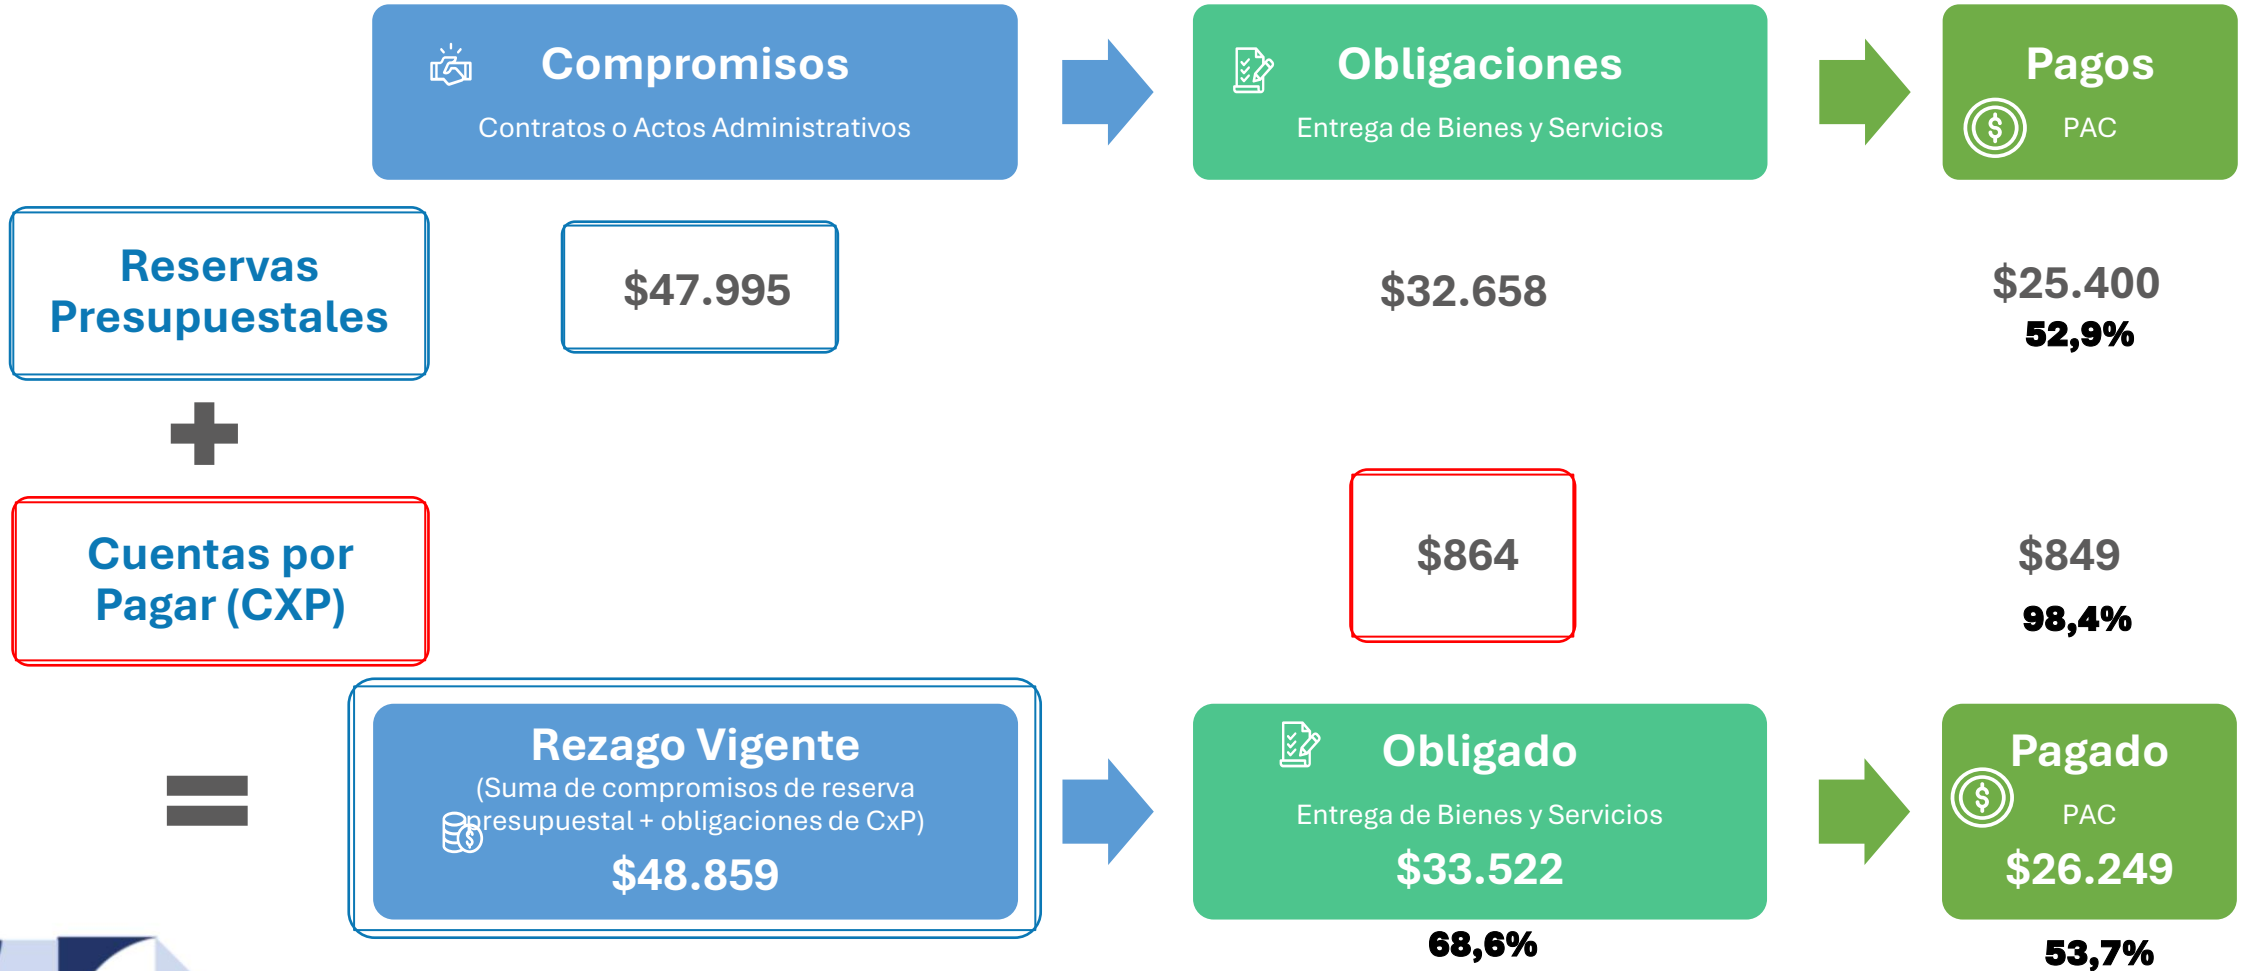 Compromisos
Contratos o Actos Administrativos
Obligaciones
Entrega de Bienes y Servicios
Pagos
PAC
Reservas
Presupuestales
$47.995
$32.658
$25.400
52,9%
Cuentas por
Pagar (CXP)
$864
$849
98,4%
Rezago Vigente
(Suma de compromisos de reserva
presupuestal + obligaciones de CxP)
$48.859
Obligado
Entrega de Bienes y Servicios
$33.522
68,6%
Pagado
PAC
$26.249
53,7%